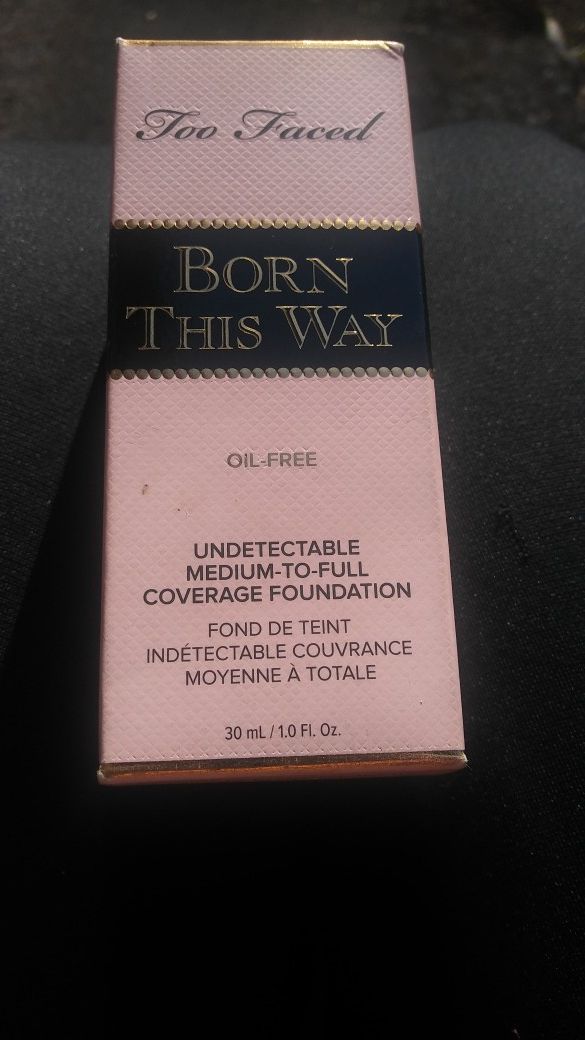 Too Faced
BORN
THIS WAY
OIL-FREE
UNDETECTABLE
MEDIUM-TO-FULL
COVERAGE FOUNDATION
FOND DE TEINT
INDÉTECTABLE COUVRANCE
MOYENNE À TOTALE
30 mL / 1.0 Fl. Oz.